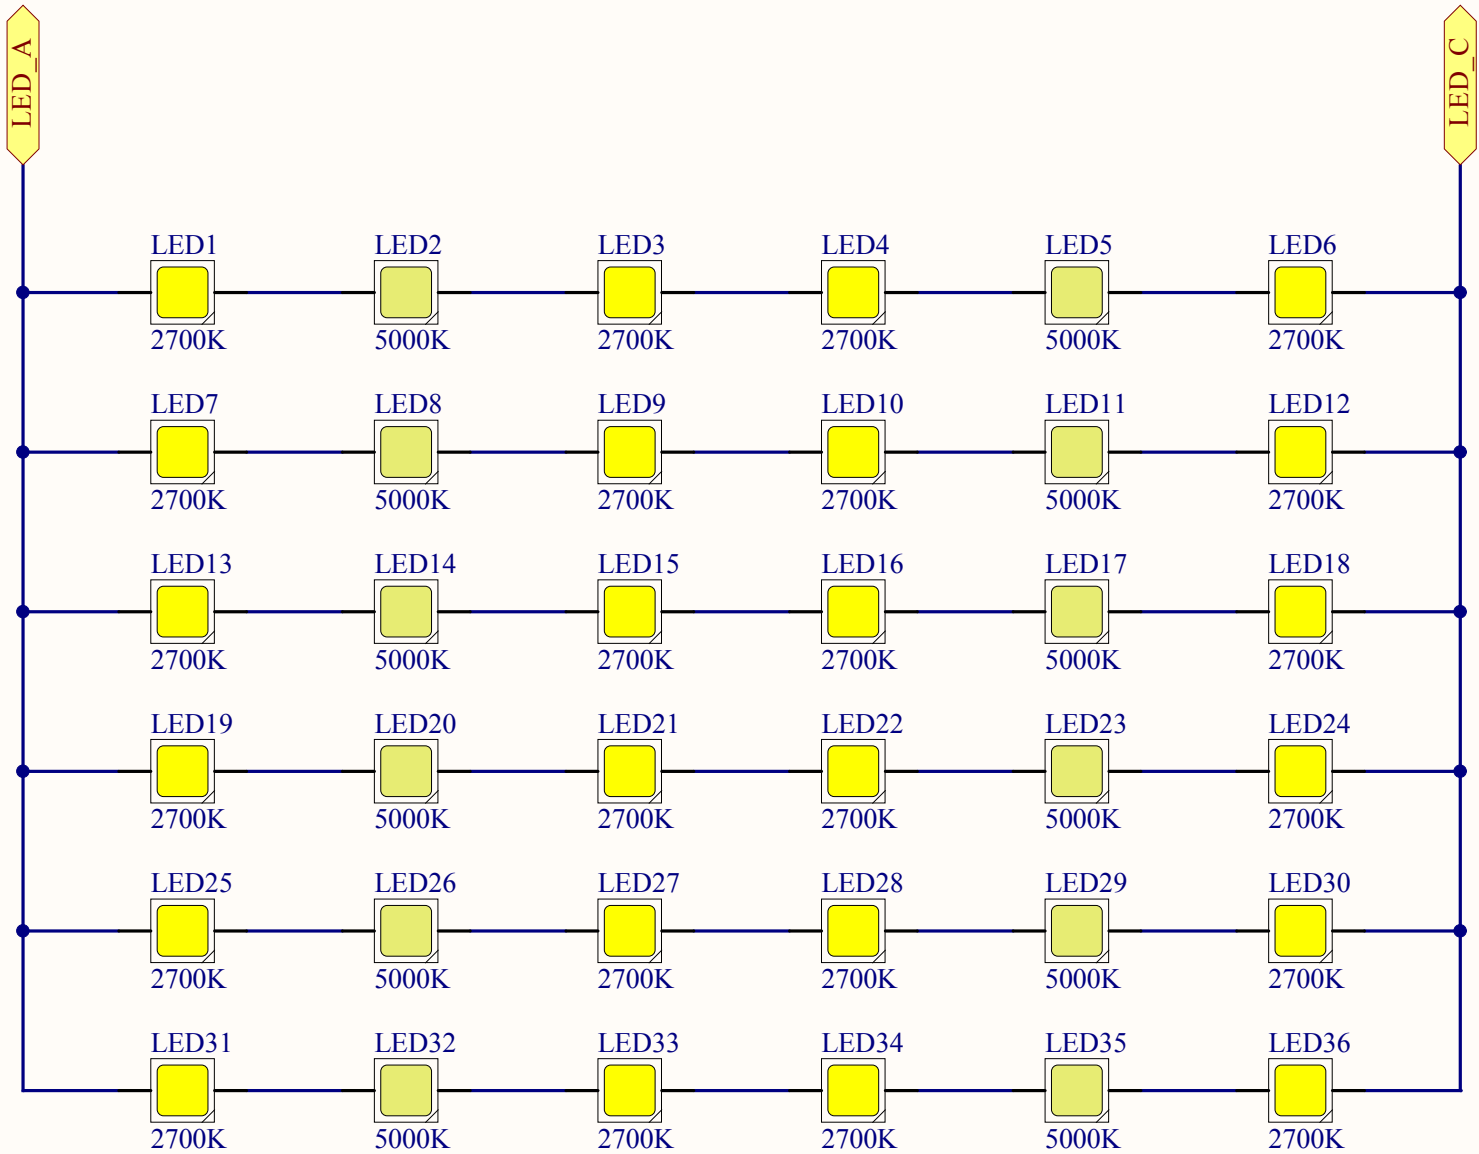 LED_A
LED_C
LED1 LED2 LED3 LED4 LED5 LED6
2700K 5000K 2700K 2700K 5000K 2700K
LED7 LED8 LED9 LED10 LED11 LED12
2700K 5000K 2700K 2700K 5000K 2700K
LED13 LED14 LED15 LED16 LED17 LED18
2700K 5000K 2700K 2700K 5000K 2700K
LED19 LED20 LED21 LED22 LED23 LED24
2700K 5000K 2700K 2700K 5000K 2700K
LED25 LED26 LED27 LED28 LED29 LED30
2700K 5000K 2700K 2700K 5000K 2700K
LED31 LED32 LED33 LED34 LED35 LED36
2700K 5000K 2700K 2700K 5000K 2700K